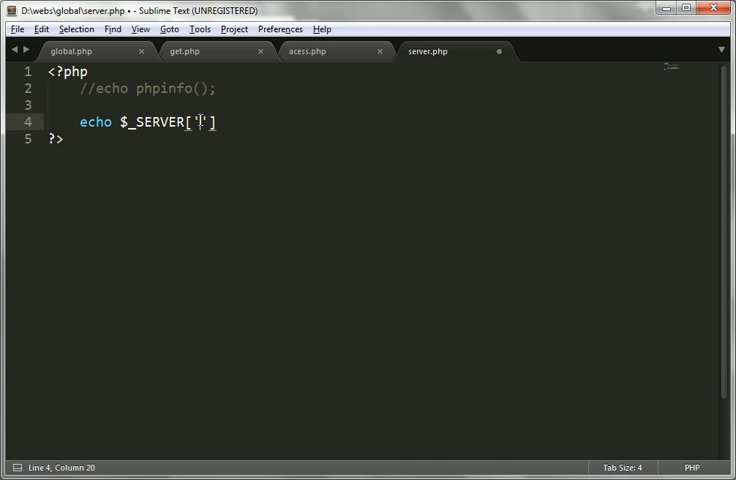 D:\webs\global\server.php • - Sublime Text (UNREGISTERED)
File Edit Selection Find View Goto Tools Project Preferences Help
global.php get.php acess.php server.php
1 <?php
2 //echo phpinfo();
3
4 echo $_SERVER['']
5 ?>
Line 4, Column 20 Tab Size: 4 PHP